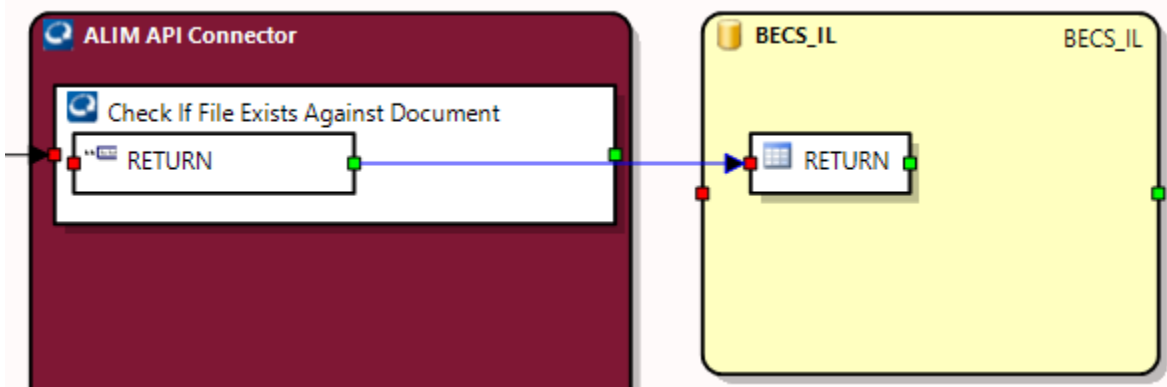 ALIM API Connector
Check If File Exists Against Document
RETURN
BECS_IL
BECS_IL
RETURN